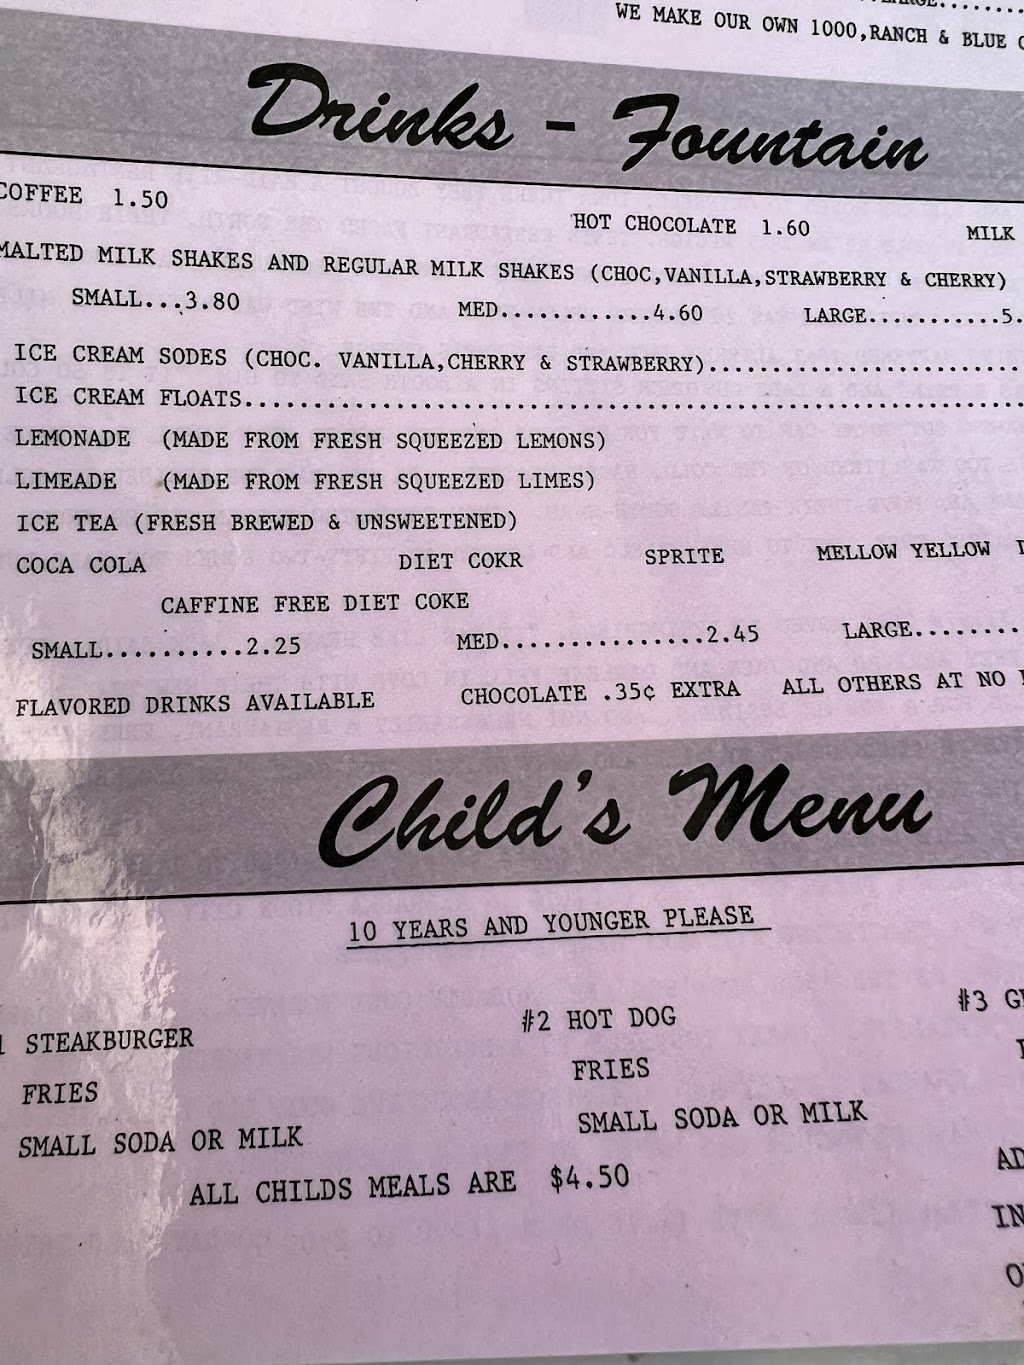 WE MAKE OUR OWN 1000,RANCH & BLUE
Drinks - Fountain
COFFEE 1.50 HOT CHOCOLATE 1.60 MILK
MALTED MILK SHAKES AND REGULAR MILK SHAKES (CHOC,VANILLA,STRAWBERRY & CHERRY)
SMALL...3.80 MED............4.60 LARGE...........5.
ICE CREAM SODES (CHOC. VANILLA,CHERRY & STRAWBERRY)......................
ICE CREAM FLOATS......................................................
LEMONADE (MADE FROM FRESH SQUEEZED LEMONS)
LIMEADE (MADE FROM FRESH SQUEEZED LIMES)
ICE TEA (FRESH BREWED & UNSWEETENED)
COCA COLA DIET COKR SPRITE MELLOW YELLOW
CAFFINE FREE DIET COKE
SMALL..........2.25 MED..............2.45 LARGE........
FLAVORED DRINKS AVAILABLE CHOCOLATE .35¢ EXTRA ALL OTHERS AT NO
Child's Menu
10 YEARS AND YOUNGER PLEASE
1 STEAKBURGER #2 HOT DOG #3
FRIES FRIES
SMALL SODA OR MILK SMALL SODA OR MILK
ALL CHILDS MEALS ARE $4.50